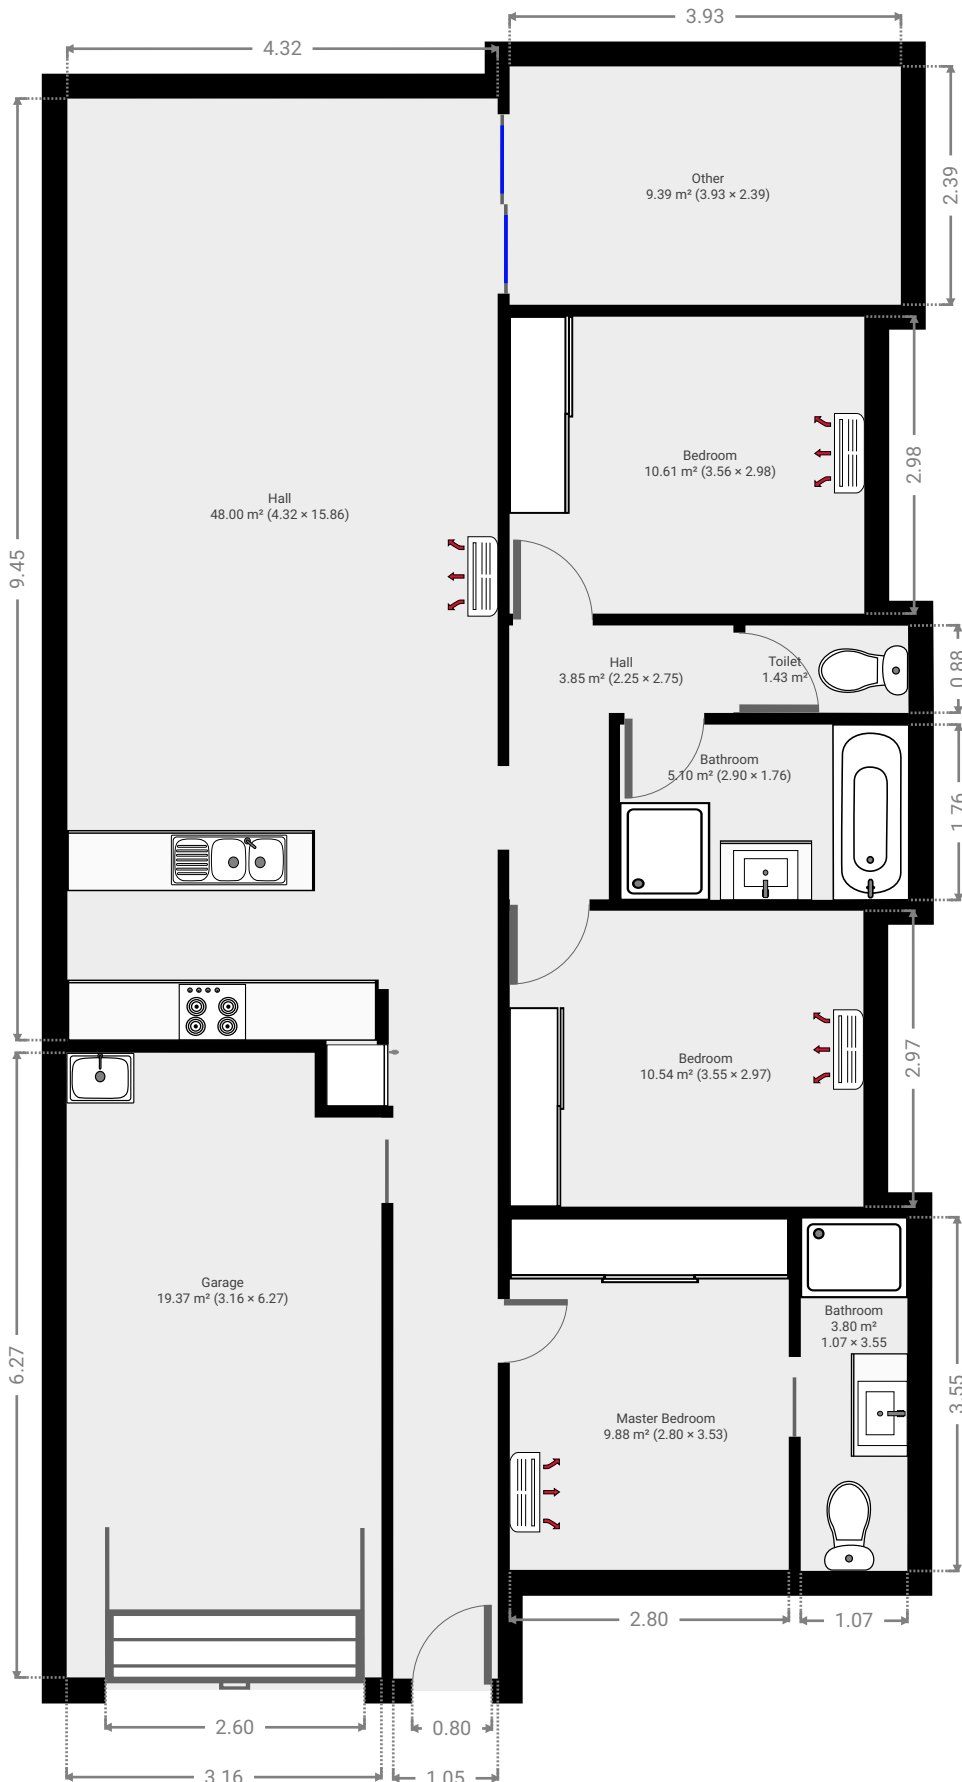 3.93
4.32
Other
9.39 m² (3.93 × 2.39)
2.39
Bedroom
10.61 m² (3.56 × 2.98)
2.98
Hall
48.00 m² (4.32 × 15.86)
9.45
Hall
3.85 m² (2.25 × 2.75)
Toilet
1.43 m²
0.88
Bathroom
5.10 m² (2.90 × 1.76)
1.76
Bedroom
10.54 m² (3.55 × 2.97)
2.97
Garage
19.37 m² (3.16 × 6.27)
6.27
Bathroom
3.80 m²
1.07 × 3.55
3.55
Master Bedroom
9.88 m² (2.80 × 3.53)
2.80
1.07
2.60
0.80
3.16
1.05